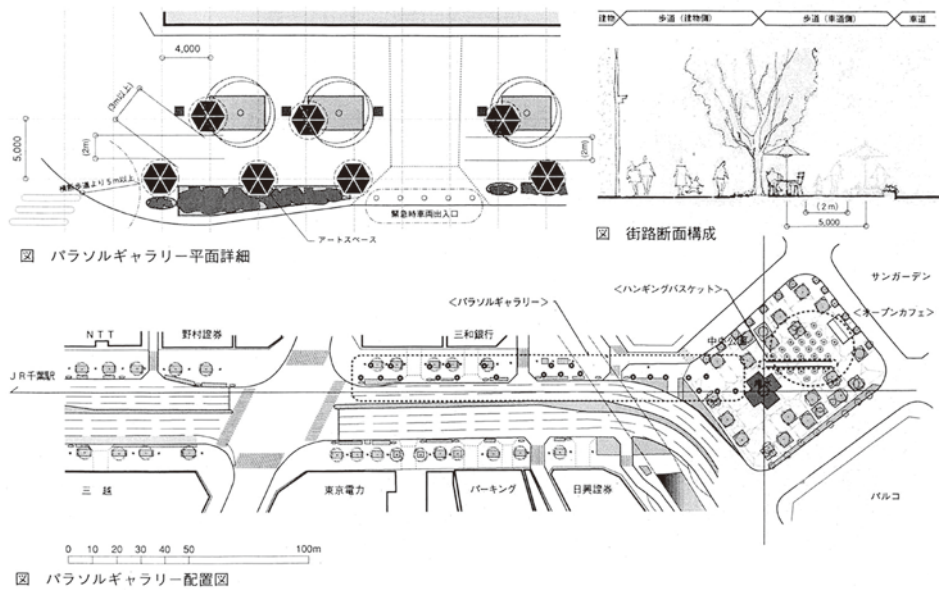 建物
歩道（建物側）
歩道（車道側）
車道
4,000
（3m以上）
5,000
（2m）
（2m）
横断歩道より5m以上
緊急時車両出入口
アートスペース
図　パラソルギャラリー平面詳細
（2m）
5,000
図　街路断面構成
サンガーデン
＜ハンギングバスケット＞
＜パラソルギャラリー＞
＜オープンカフェ＞
NTT
野村證券
三和銀行
中央公園
JR千葉駅
三越
東京電力
パーキング
日興證券
パルコ
0 10 20 30 40 50 100m
図　パラソルギャラリー配置図